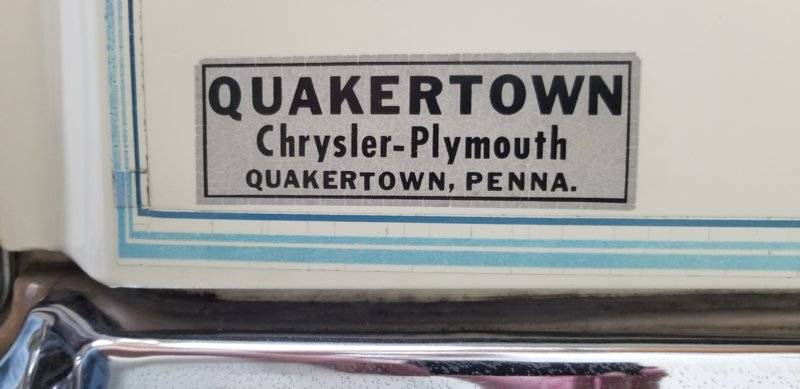 QUAKERTOWN
Chrysler-Plymouth
QUAKERTOWN, PENNA.